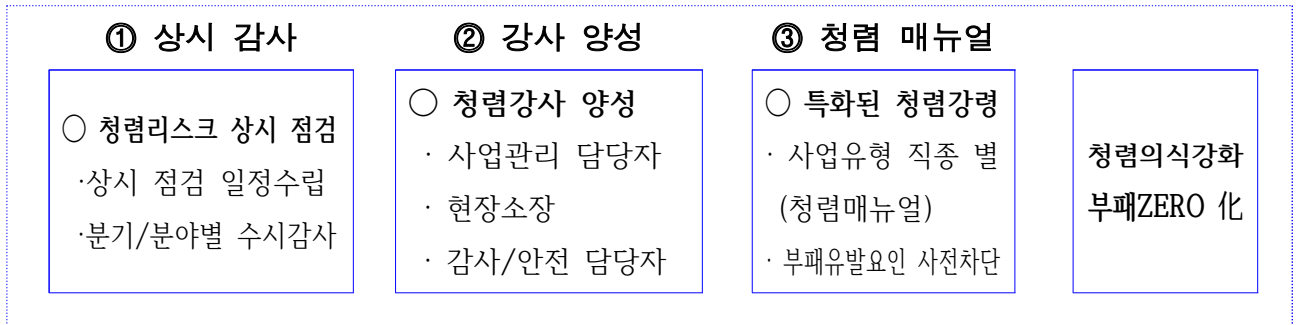 ① 상시 감사
○ 청렴리스크 상시 점검
·상시 점검 일정수립
·분기/분야별 수시감사
② 강사 양성
○ 청렴강사 양성
· 사업관리 담당자
· 현장소장
· 감사/안전 담당자
③ 청렴 매뉴얼
○ 특화된 청렴강령
· 사업유형 직종 별
(청렴매뉴얼)
· 부패유발요인 사전차단
청렴의식강화
부패ZERO 化